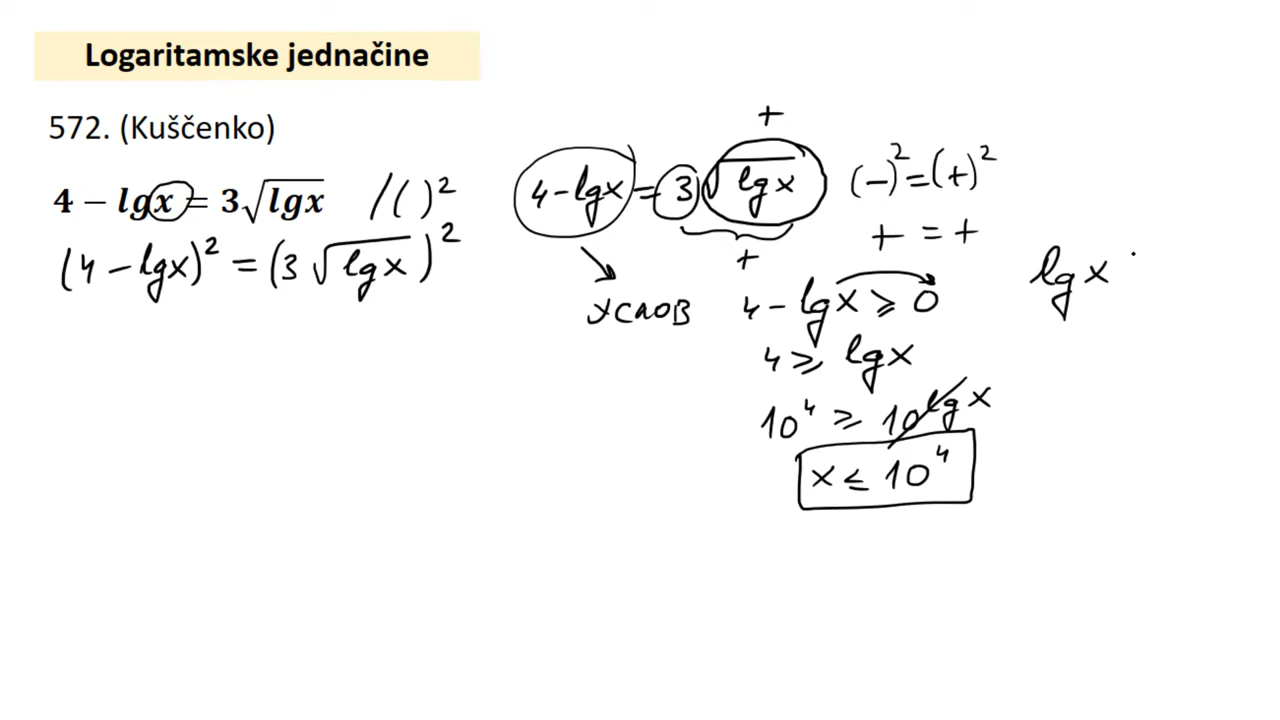 Logaritamske jednačine
572. (Kuščenko)
4 − lgx = 3√lgx /( )²
(4 − lgx)² = (3√lgx)²
+
4 − lgx = 3√lgx
+
(−)² = (+)²
+ = +
УСЛОВ
4 − lgx ≥ 0
4 ≥ lgx
10⁴ ≥ 10^lgx
x ≤ 10⁴
lgx